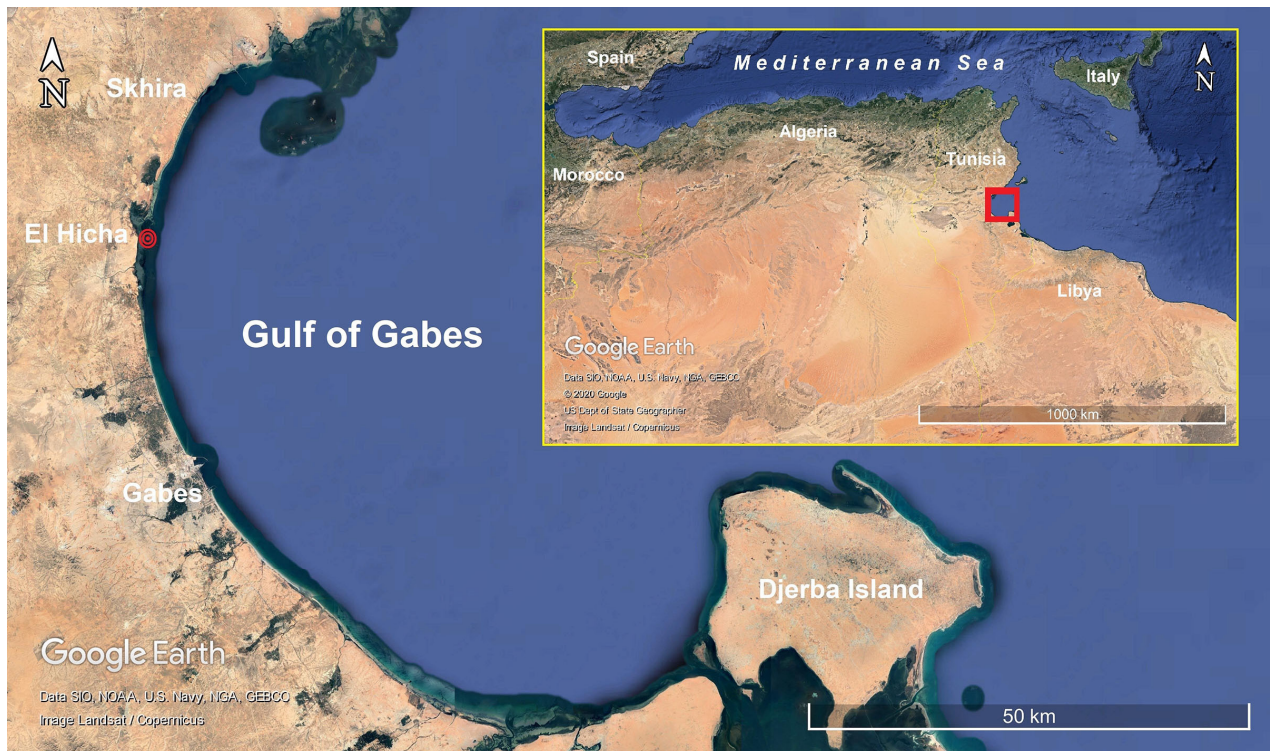 N
Skhira
El Hicha
Gulf of Gabes
Gabes
Djerba Island
Google Earth
Data SIO, NOAA, U.S. Navy, NGA, GEBCO
Image Landsat / Copernicus
50 km
Spain
Mediterranean Sea
Italy
N
Algeria
Tunisia
Morocco
Libya
Google Earth
Data SIO, NOAA, U.S. Navy, NGA, GEBCO
© 2020 Google
US Dept of State Geographer
Image Landsat / Copernicus
1000 km